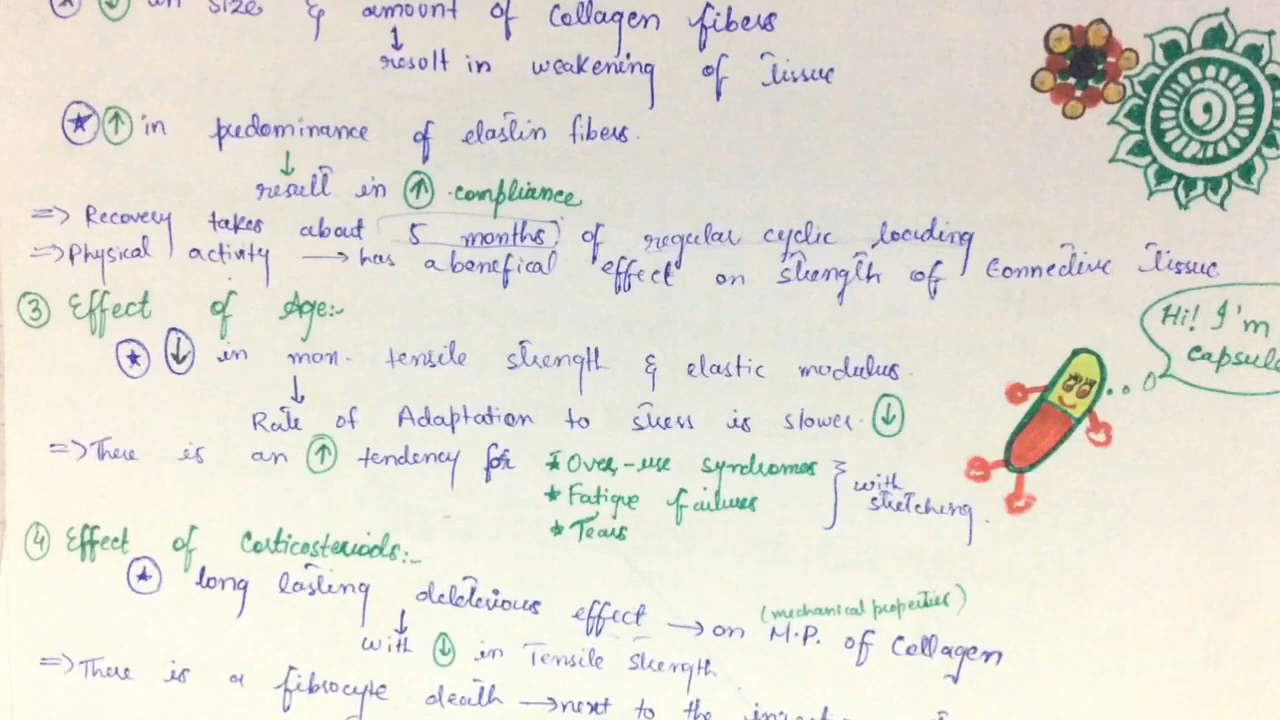 ↓ in size & amount of collagen fibers
↓
result in weakening of Tissue
★ ↑ in predominance of elastin fibers.
↓
result in ↑ compliance
=> Recovery takes about 5 months of regular cyclic loading
=> Physical activity → has a benefical effect on strength of Connective Tissue
③ Effect of Age:-
★ ↓ in max. tensile strength & elastic modulus.
↓
Rate of Adaptation to stress is slower. ↓
=> There is an ↑ tendency for ★ Over-use syndromes
★ Fatigue failures
★ Tears
} with stretching.
Hi! I'm
capsule
④ Effect of Corticosteriods:-
★ long lasting deleterious effect → on M.P. of Collagen
(mechanical properties)
↓
with ↓ in Tensile strength
=> There is a fibrocyte death → next to the